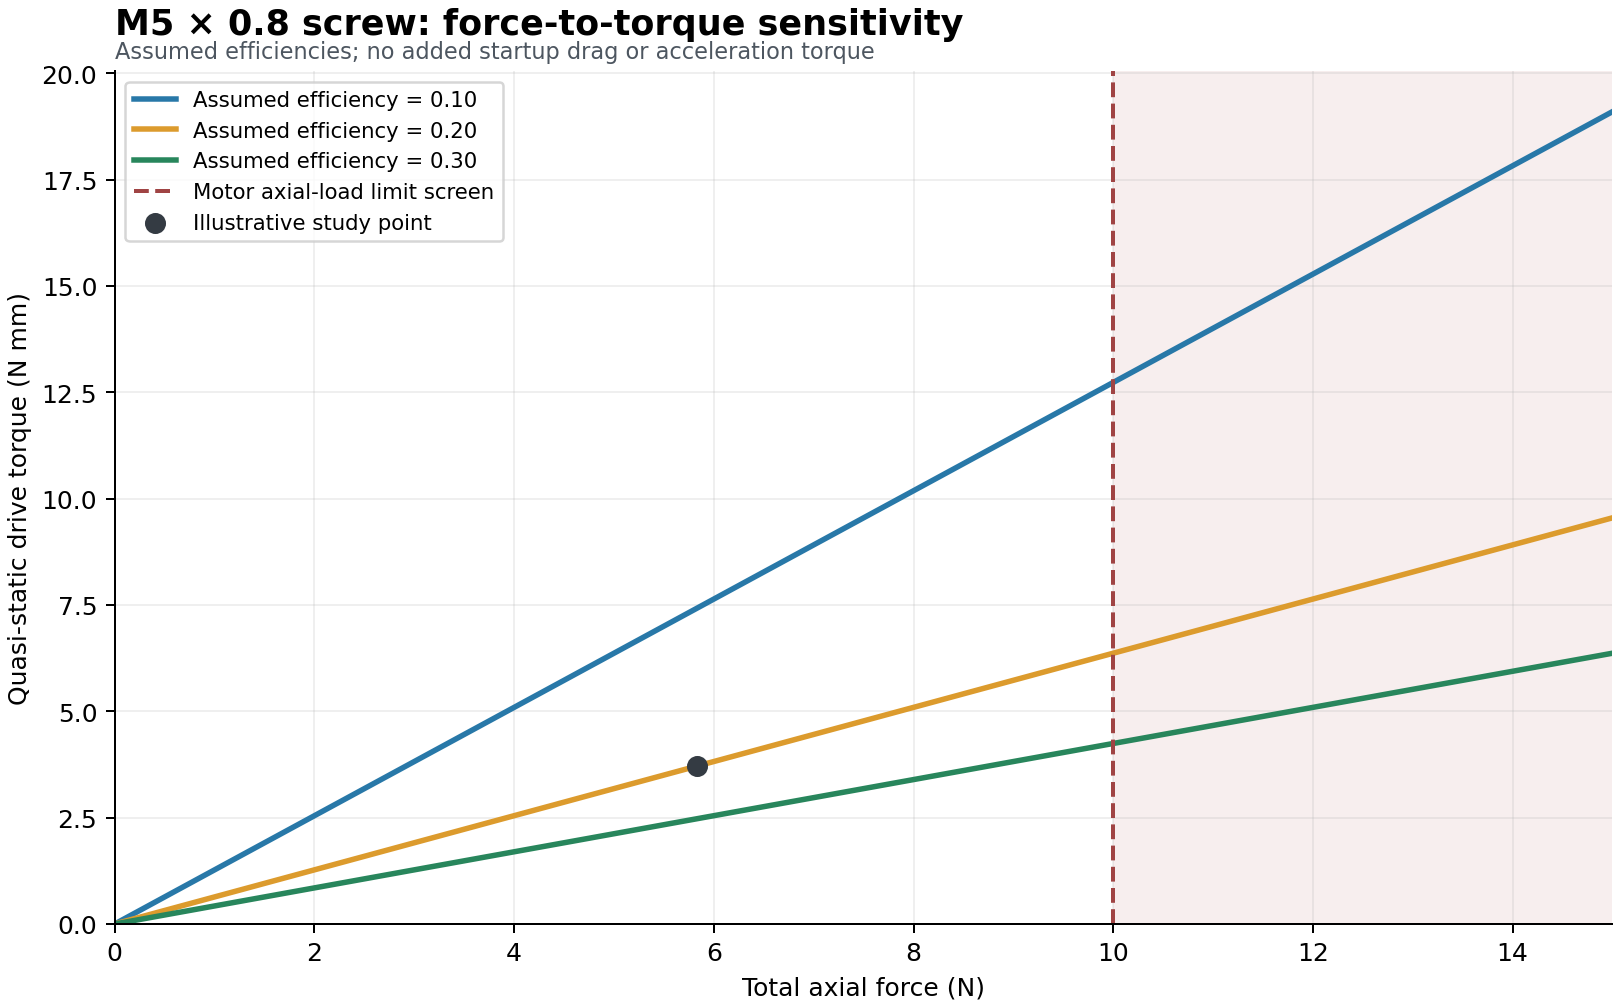 M5 × 0.8 screw: force-to-torque sensitivity
Assumed efficiencies; no added startup drag or acceleration torque
20.0
17.5
15.0
12.5
10.0
7.5
5.0
2.5
0.0
Quasi-static drive torque (N mm)
Assumed efficiency = 0.10
Assumed efficiency = 0.20
Assumed efficiency = 0.30
Motor axial-load limit screen
Illustrative study point
0 2 4 6 8 10 12 14
Total axial force (N)